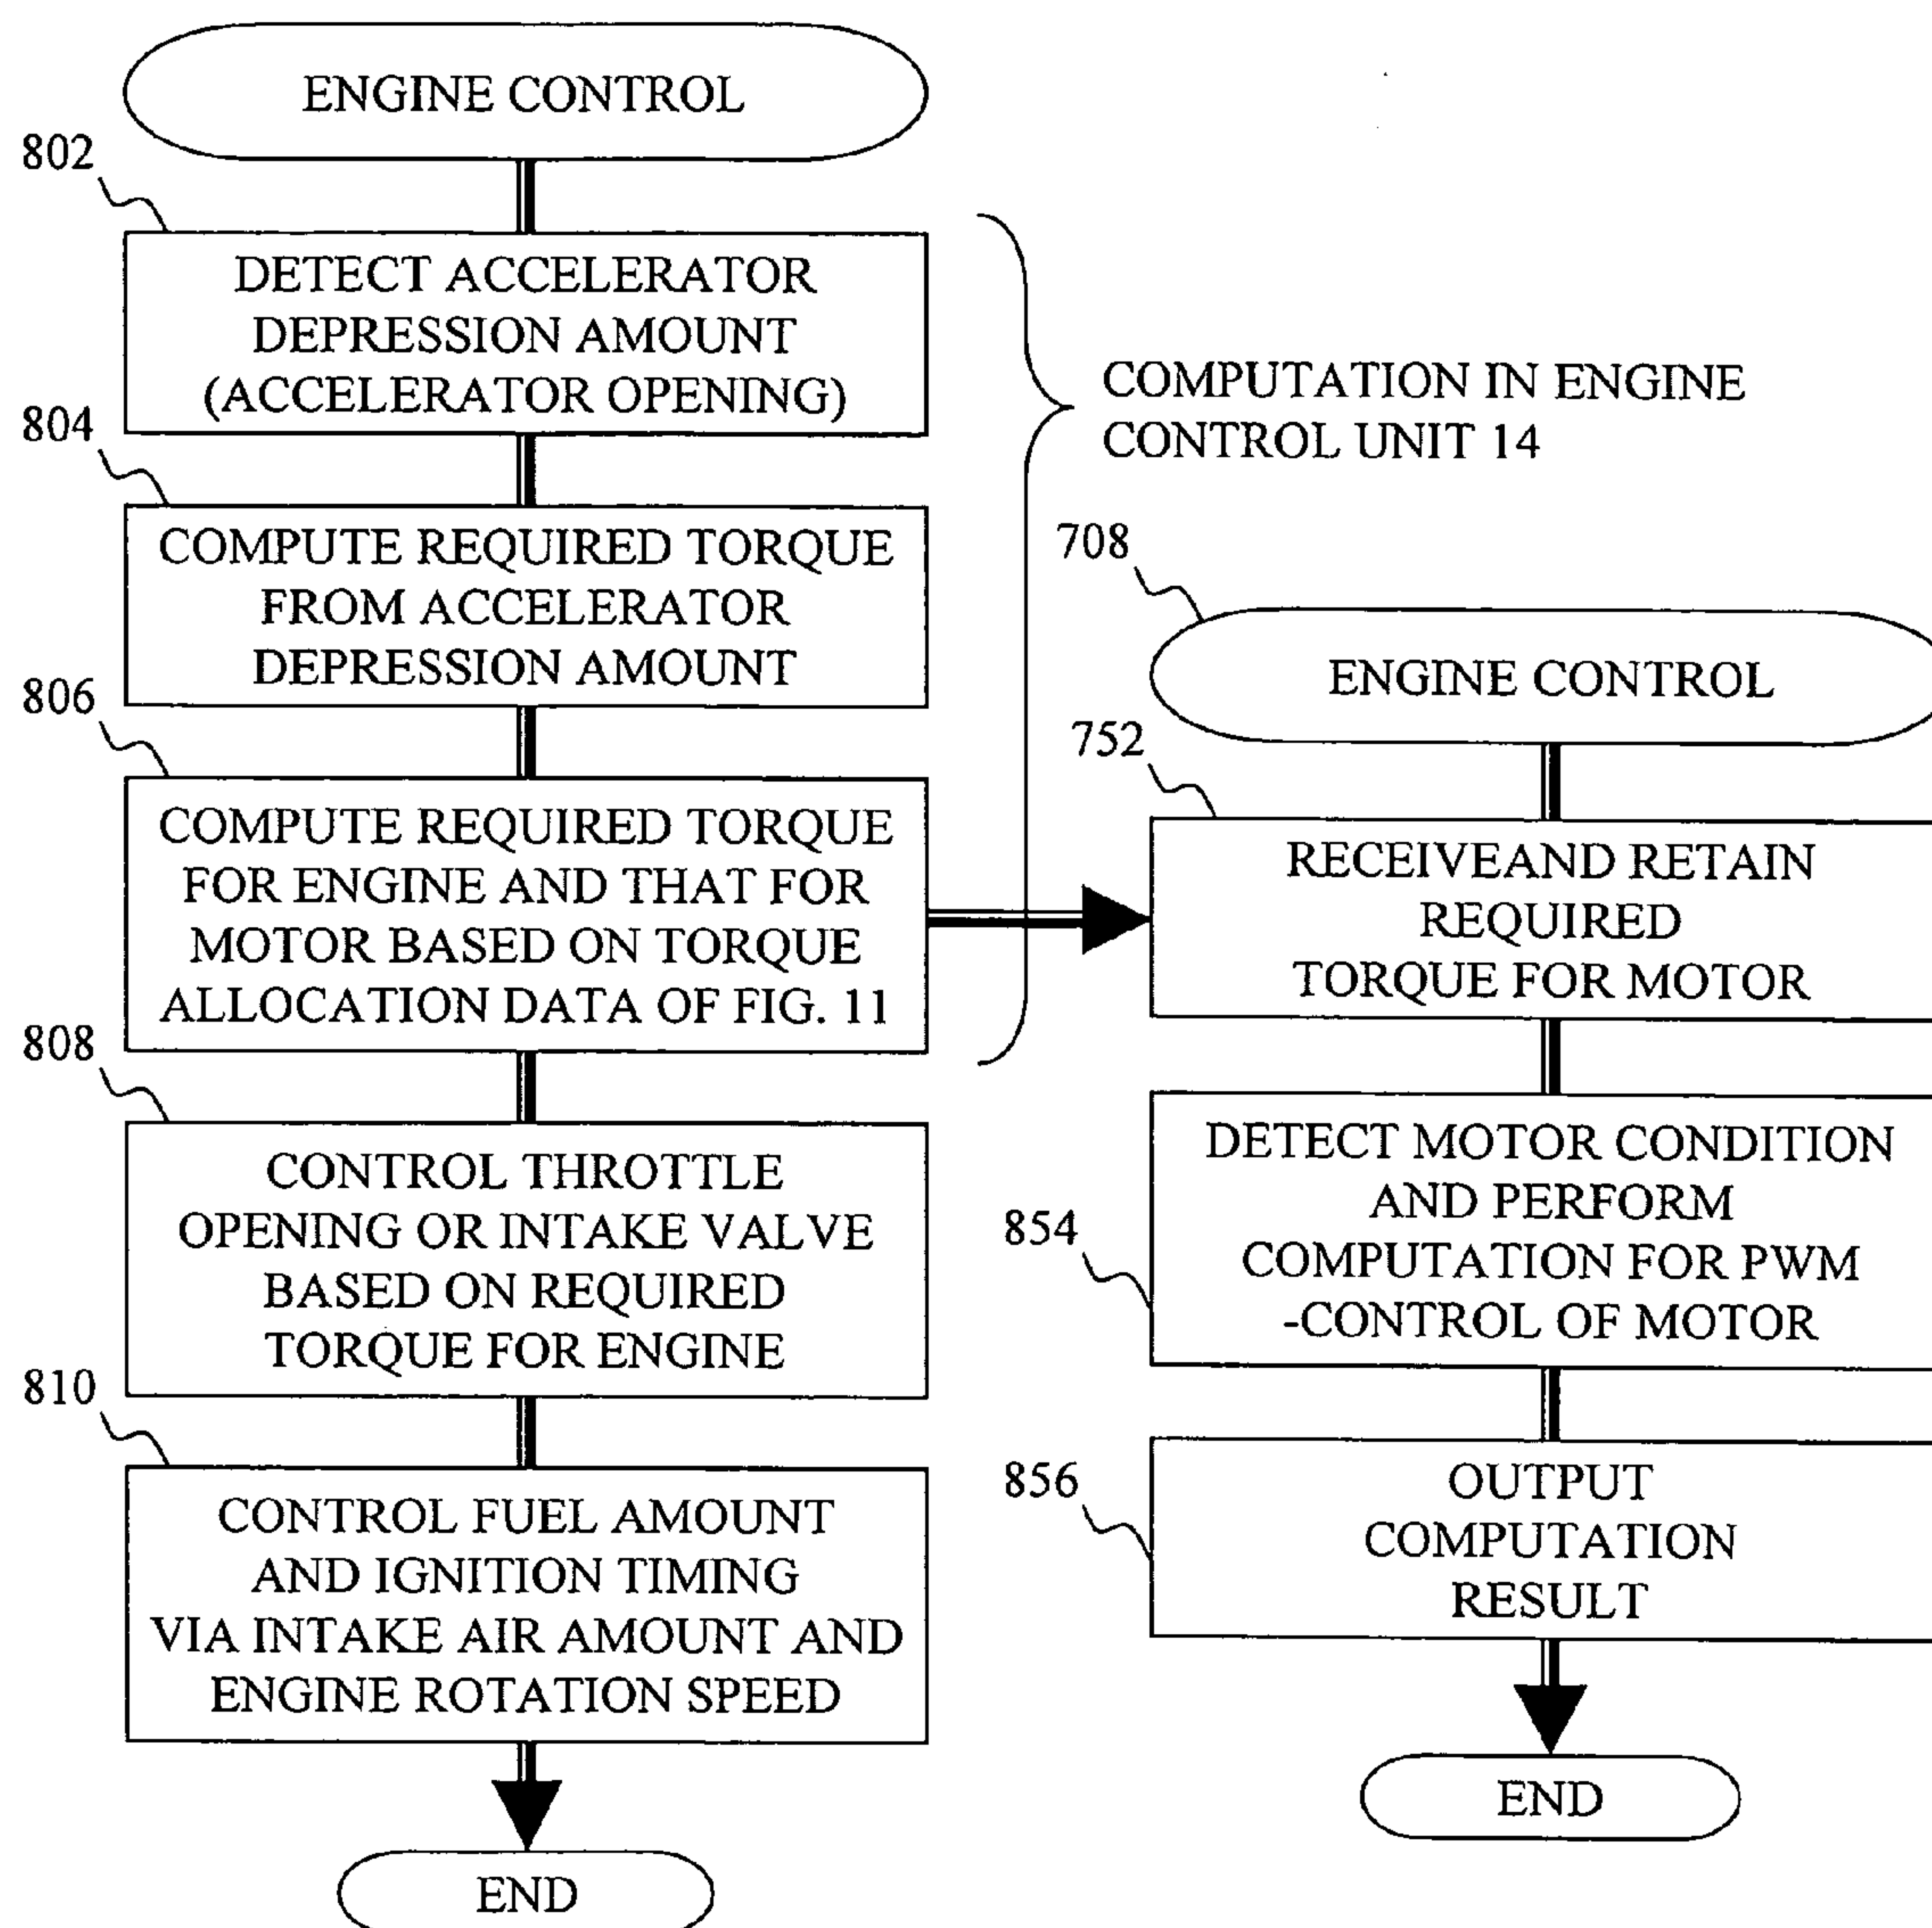 ENGINE CONTROL
802
DETECT ACCELERATOR
DEPRESSION AMOUNT
(ACCELERATOR OPENING)
804
COMPUTE REQUIRED TORQUE
FROM ACCELERATOR
DEPRESSION AMOUNT
806
COMPUTE REQUIRED TORQUE
FOR ENGINE AND THAT FOR
MOTOR BASED ON TORQUE
ALLOCATION DATA OF FIG. 11
808
CONTROL THROTTLE
OPENING OR INTAKE VALVE
BASED ON REQUIRED
TORQUE FOR ENGINE
810
CONTROL FUEL AMOUNT
AND IGNITION TIMING
VIA INTAKE AIR AMOUNT AND
ENGINE ROTATION SPEED
END
COMPUTATION IN ENGINE
CONTROL UNIT 14
708
ENGINE CONTROL
752
RECEIVEAND RETAIN
REQUIRED
TORQUE FOR MOTOR
854
DETECT MOTOR CONDITION
AND PERFORM
COMPUTATION FOR PWM
-CONTROL OF MOTOR
856
OUTPUT
COMPUTATION
RESULT
END